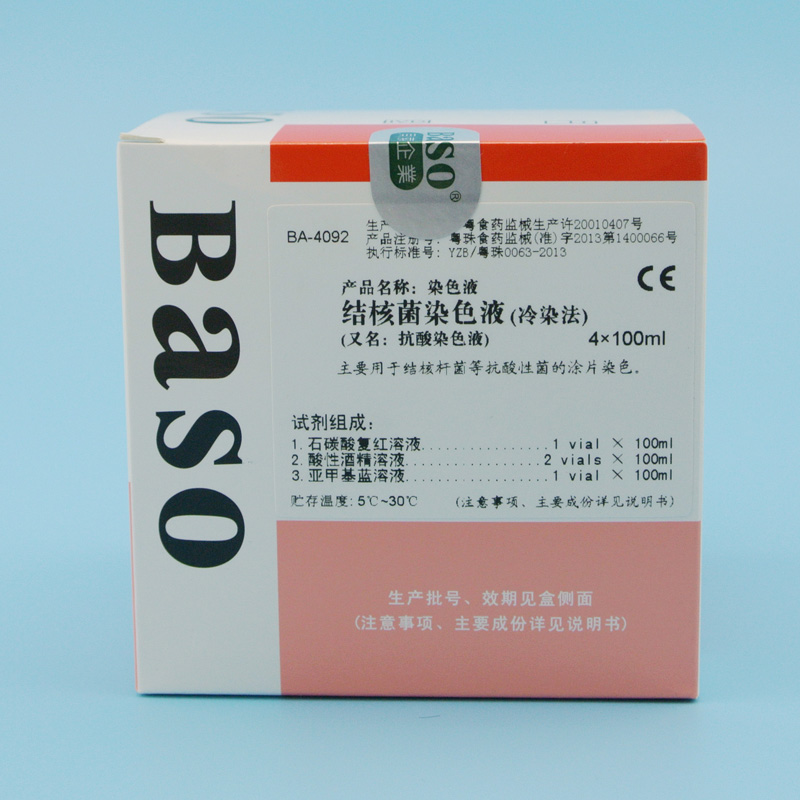 Baso
Baso®
企業
BA-4092
生产 粤食药监械生产许20010407号
产品注册号：粤珠食药监械(准)字2013第1400066号
执行标准号：YZB/粤珠0063-2013
CE
产品名称：染色液
结核菌染色液(冷染法)
(又名：抗酸染色液) 4×100ml
主要用于结核杆菌等抗酸性菌的涂片染色。
试剂组成：
1.石碳酸复红溶液....................1 vial × 100ml
2.酸性酒精溶液....................2 vials × 100ml
3.亚甲基蓝溶液....................1 vial × 100ml
贮存温度：5℃~30℃ (注意事项、主要成份详见说明书)
生产批号、效期见盒侧面
(注意事项、主要成份详见说明书)